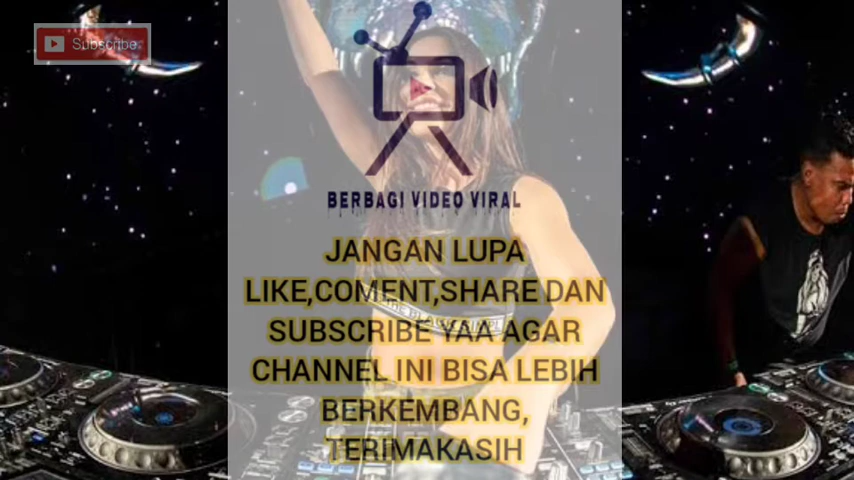 Subscribe
BERBAGI VIDEO VIRAL
JANGAN LUPA
LIKE,COMENT,SHARE DAN
SUBSCRIBE YAA AGAR
CHANNEL INI BISA LEBIH
BERKEMBANG,
TERIMAKASIH